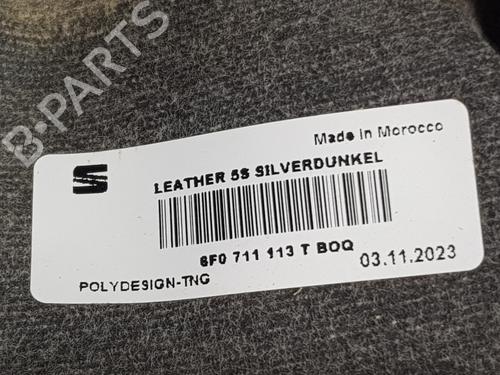 B-PARTS
Made in Morocco
LEATHER 5S SILVERDUNKEL
6F0 711 113 T BOQ
03.11.2023
POLYDESIGN-TNG